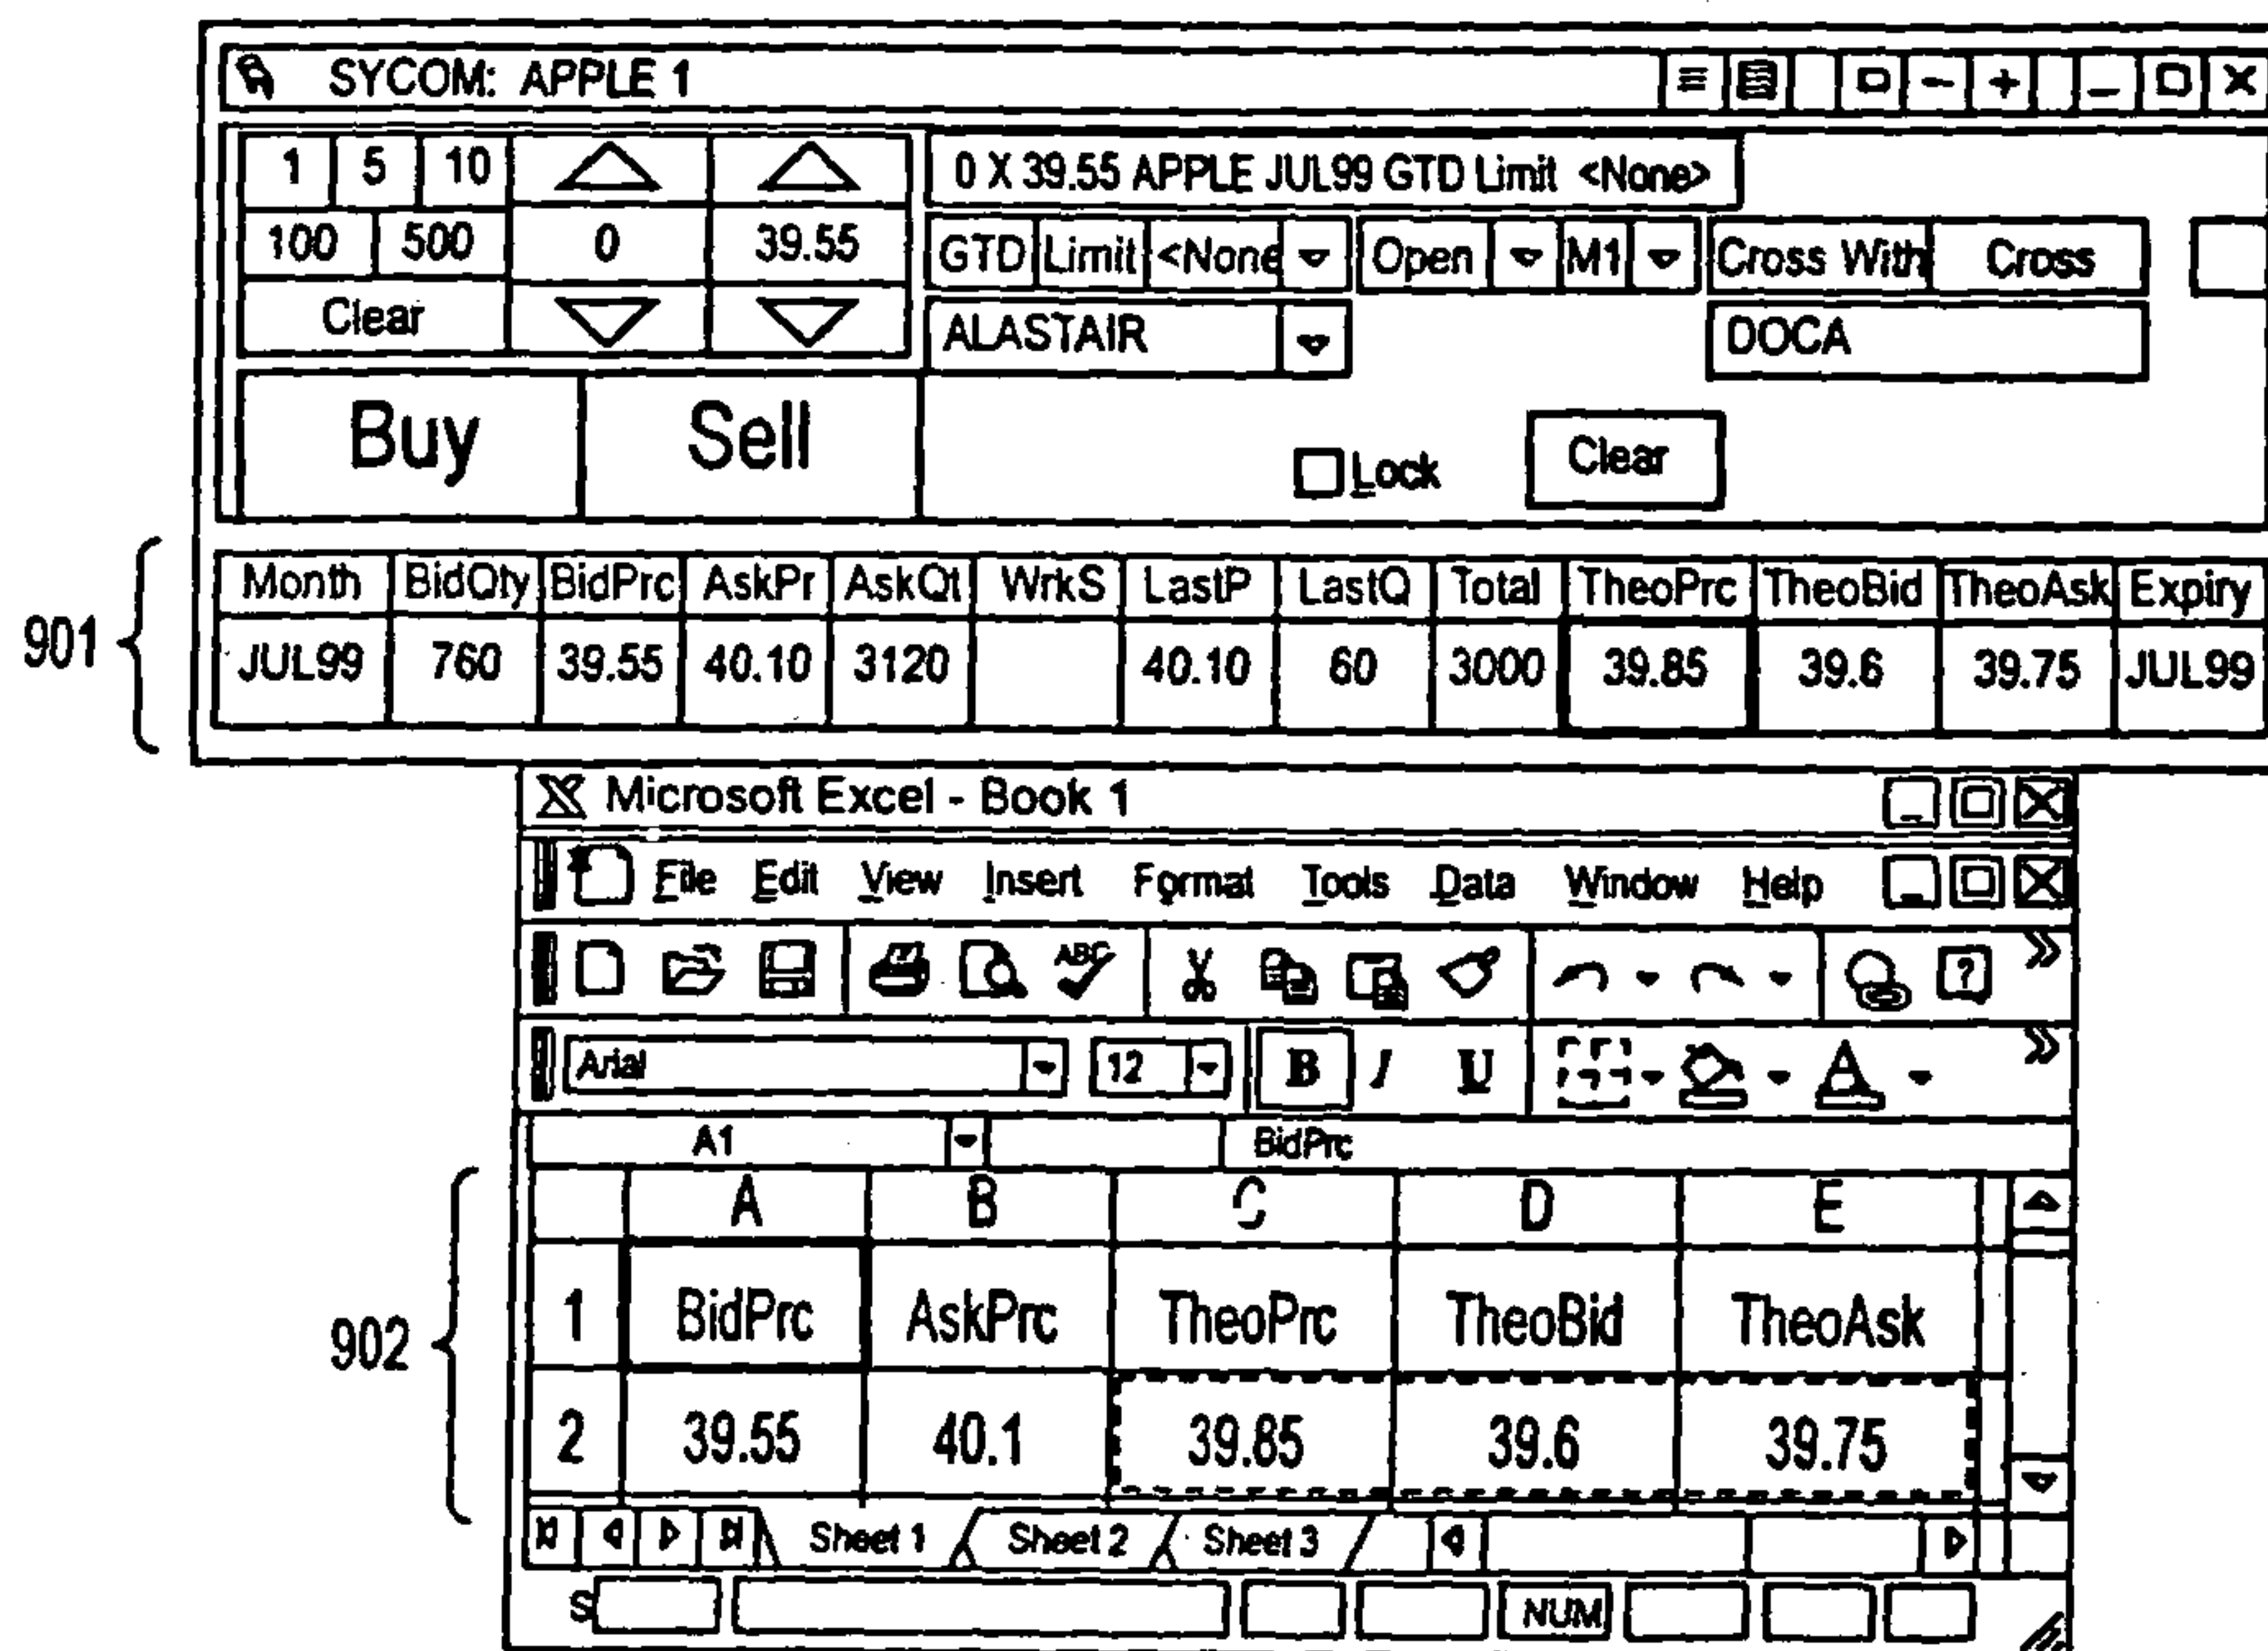 SYCOM: APPLE 1
1 5 10
0 X 39.55 APPLE JUL99 GTD Limit <None>
100 500 0 39.55
GTD Limit <None Open M1 Cross With Cross
Clear
ALASTAIR
DOCA
Buy Sell
Lock Clear
901
Month BidQty BidPrc AskPr AskQt WrkS LastP LastQ Total TheoPrc TheoBid TheoAsk Expiry
JUL99 760 39.55 40.10 3120 40.10 60 3000 39.85 39.6 39.75 JUL99
Microsoft Excel - Book 1
File Edit View Insert Format Tools Data Window Help
ABC ?
Arial 12 B I U A
A1 BidPrc
A B C D E
902
1 BidPrc AskPrc TheoPrc TheoBid TheoAsk
2 39.55 40.1 39.85 39.6 39.75
Sheet 1 Sheet 2 Sheet 3
S NUM